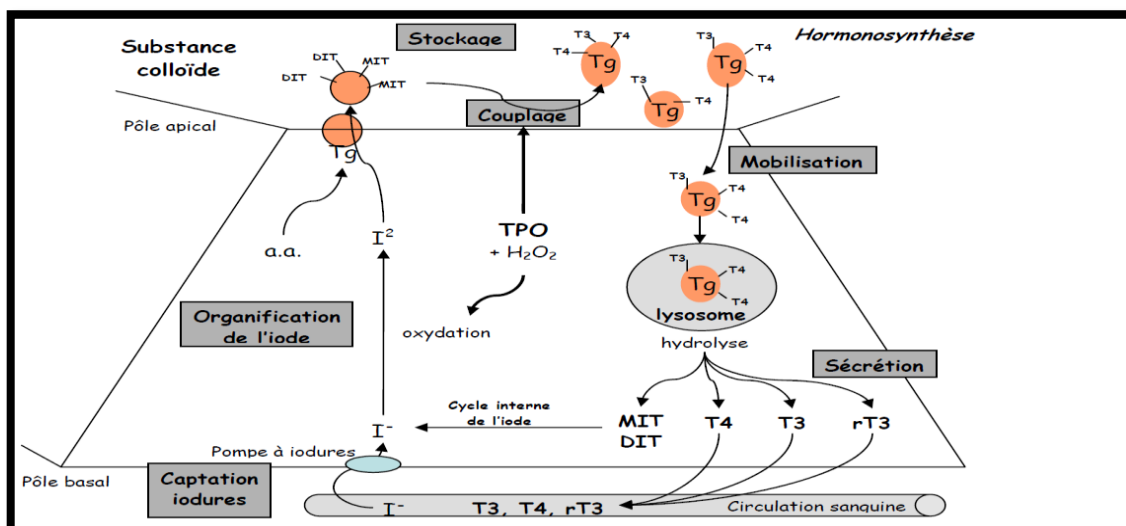 Stockage
Hormonosynthèse
Substance
colloïde
DIT
DIT
MIT
MIT
T3
T4
T4
Tg
T3
T4
T4
Tg
T3
T4
Tg
Pôle apical
Couplage
Tg
Mobilisation
T3
T4
T4
Tg
a.a.
I²
TPO
+ H₂O₂
oxydation
T3
T4
T4
Tg
lysosome
hydrolyse
Organification
de l'iode
Sécrétion
Cycle interne
de l'iode
I⁻
MIT
DIT
T4
T3
rT3
Pompe à iodures
Pôle basal
Captation
iodures
I⁻
T3, T4, rT3
Circulation sanguine